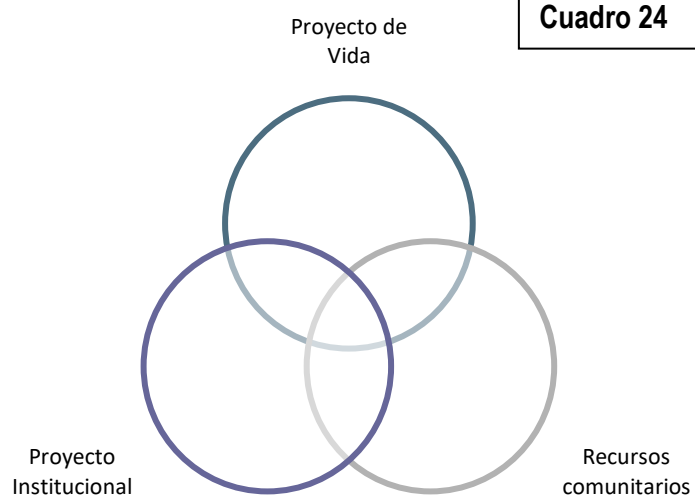 Cuadro 24
Proyecto de
Vida
Proyecto
Institucional
Recursos
comunitarios